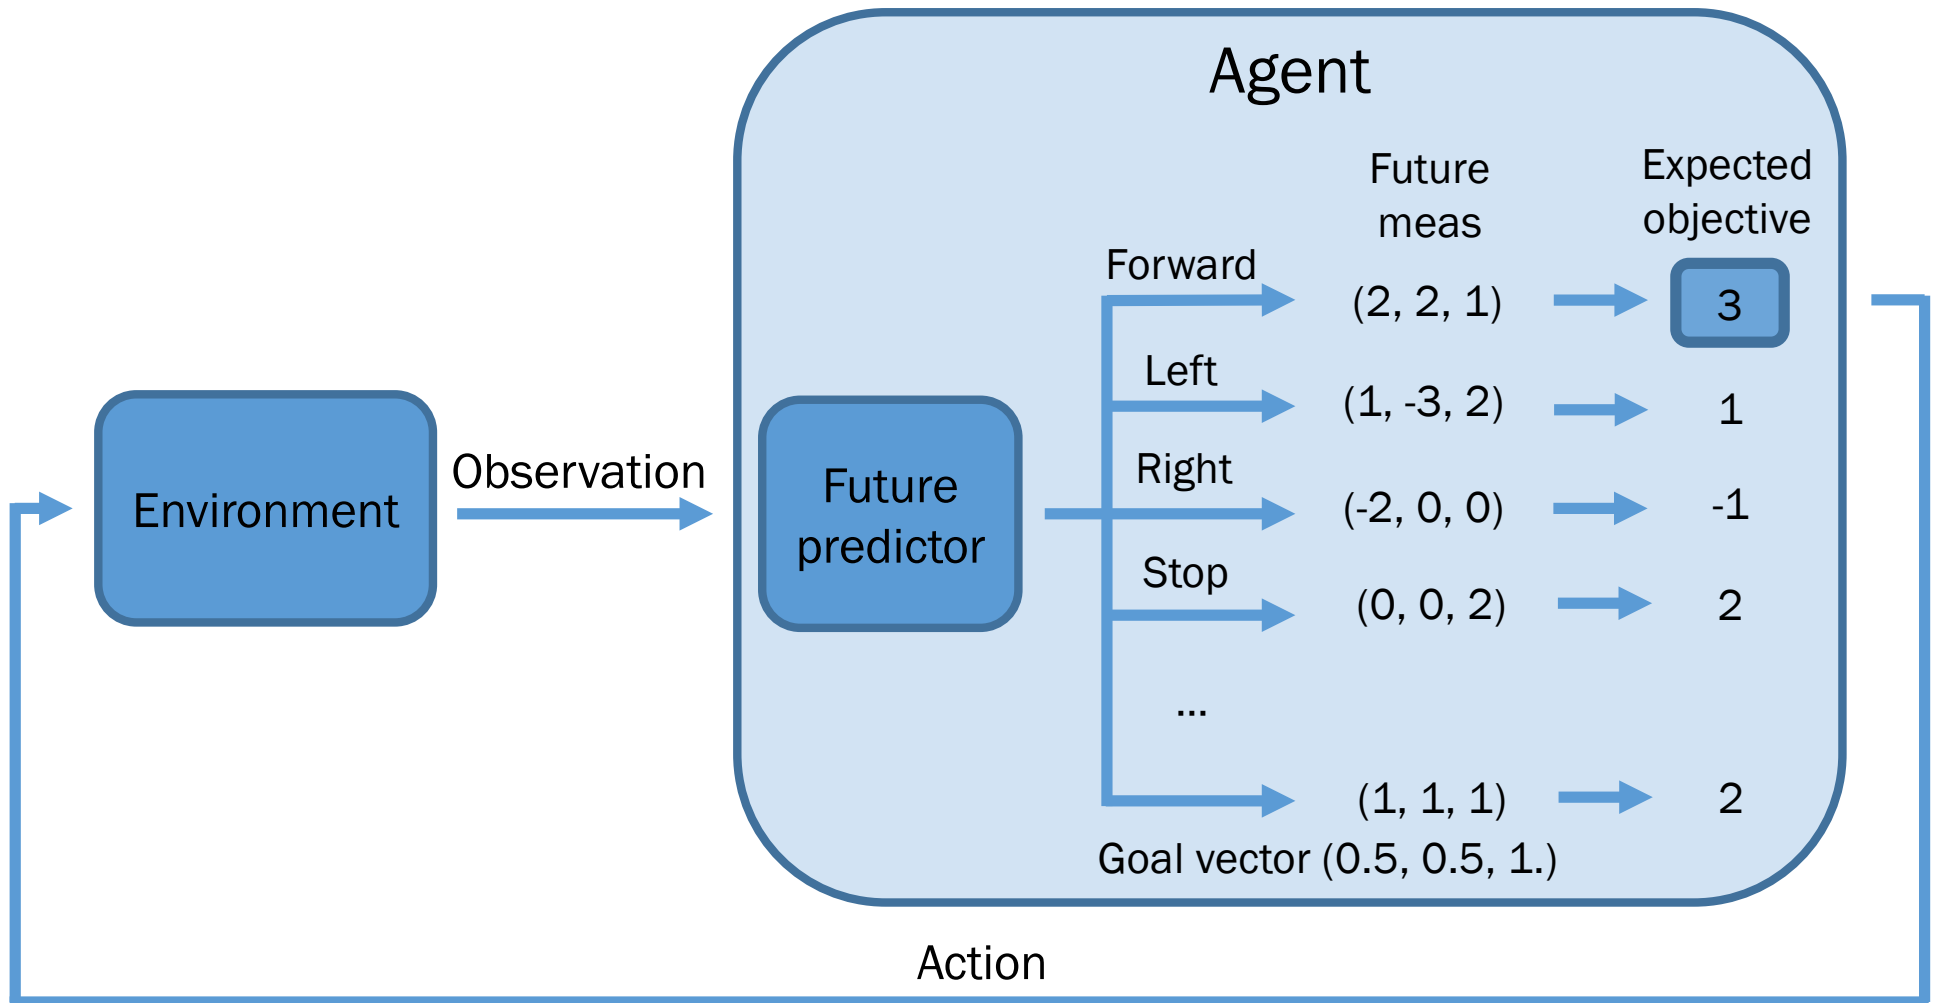 Agent
Future
meas
Expected
objective
Forward
(2, 2, 1)
3
Left
(1, -3, 2)
1
Right
(-2, 0, 0)
-1
Stop
(0, 0, 2)
2
...
(1, 1, 1)
2
Goal vector (0.5, 0.5, 1.)
Environment
Observation
Future
predictor
Action